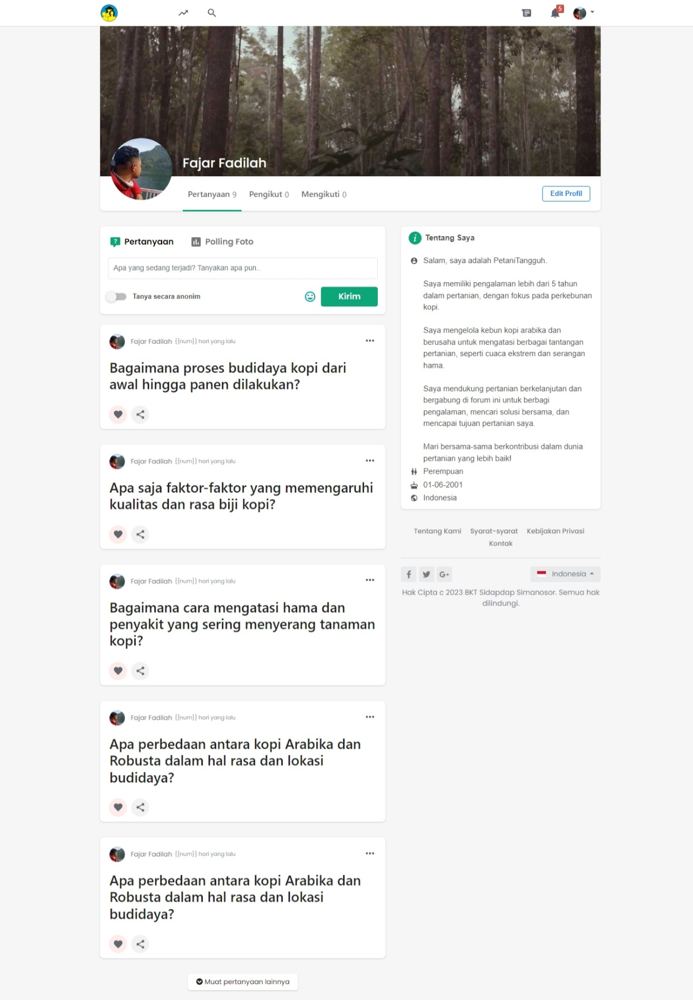 5
Fajar Fadilah
Pertanyaan 9 Pengikut 0 Mengikuti 0
Edit Profil
Pertanyaan Polling Foto
Apa yang sedang terjadi? Tanyakan apa pun..
Tanya secara anonim
Kirim
Fajar Fadilah {{num}} hari yang lalu
Bagaimana proses budidaya kopi dari
awal hingga panen dilakukan?
Fajar Fadilah {{num}} hari yang lalu
Apa saja faktor-faktor yang memengaruhi
kualitas dan rasa biji kopi?
Fajar Fadilah {{num}} hari yang lalu
Bagaimana cara mengatasi hama dan
penyakit yang sering menyerang tanaman
kopi?
Fajar Fadilah {{num}} hari yang lalu
Apa perbedaan antara kopi Arabika dan
Robusta dalam hal rasa dan lokasi
budidaya?
Fajar Fadilah {{num}} hari yang lalu
Apa perbedaan antara kopi Arabika dan
Robusta dalam hal rasa dan lokasi
budidaya?
Muat pertanyaan lainnya
Tentang Saya
Salam, saya adalah PetaniTangguh.
Saya memiliki pengalaman lebih dari 5 tahun
dalam pertanian, dengan fokus pada perkebunan
kopi.
Saya mengelola kebun kopi arabika dan
berusaha untuk mengatasi berbagai tantangan
pertanian, seperti cuaca ekstrem dan serangan
hama.
Saya mendukung pertanian berkelanjutan dan
bergabung di forum ini untuk berbagi
pengalaman, mencari solusi bersama, dan
mencapai tujuan pertanian saya.
Mari bersama-sama berkontribusi dalam dunia
pertanian yang lebih baik!
Perempuan
01-06-2001
Indonesia
Tentang Kami Syarat-syarat Kebijakan Privasi
Kontak
Indonesia
Hak Cipta c 2023 BKT Sidapdap Simanosor. Semua hak
dilindungi.